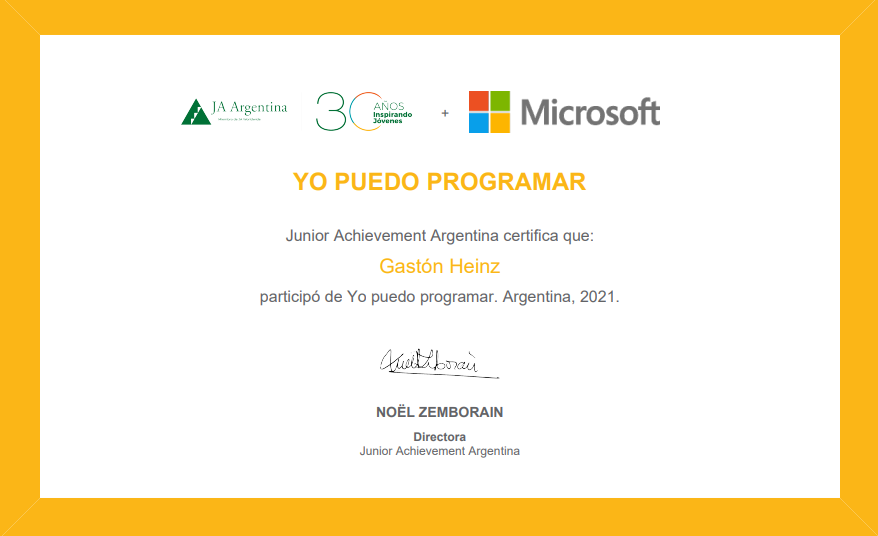 JA Argentina
30 AÑOS
Inspirando
Jóvenes
+
Microsoft
YO PUEDO PROGRAMAR
Junior Achievement Argentina certifica que:
Gastón Heinz
participó de Yo puedo programar. Argentina, 2021.
NOËL ZEMBORAIN
Directora
Junior Achievement Argentina